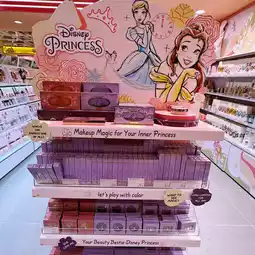 Disney
PRINCESS
Makeup Magic for Your Inner Princess
let's play with color
Your Beauty Bestie Disney Princess